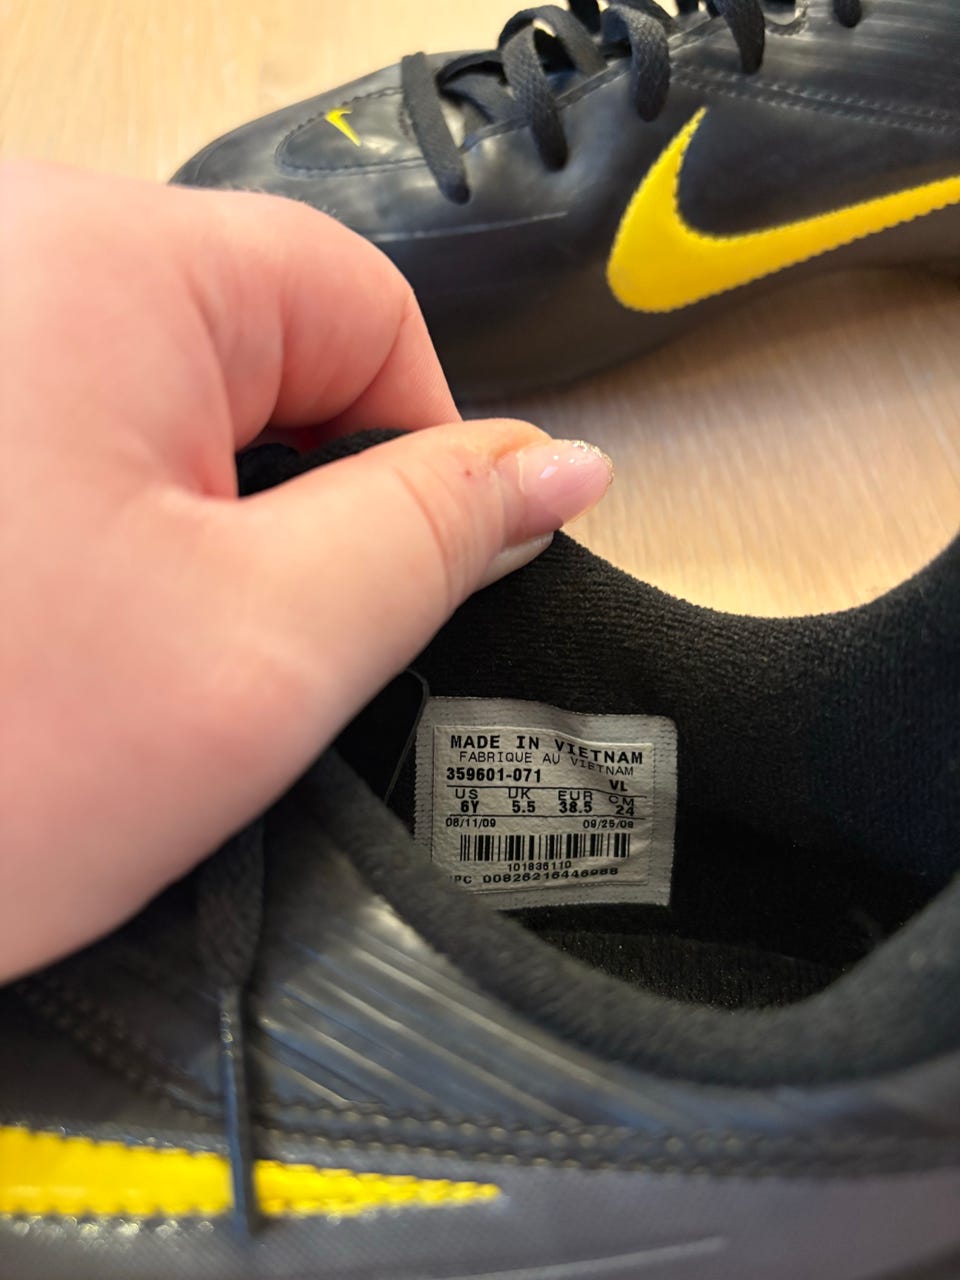 MADE IN VIETNAM
FABRIQUE AU VIETNAM
359601-071 VL
US UK EUR CM
6Y 5.5 38.5 24
08/11/09 09/25/09
101836110
PC 00826216446988